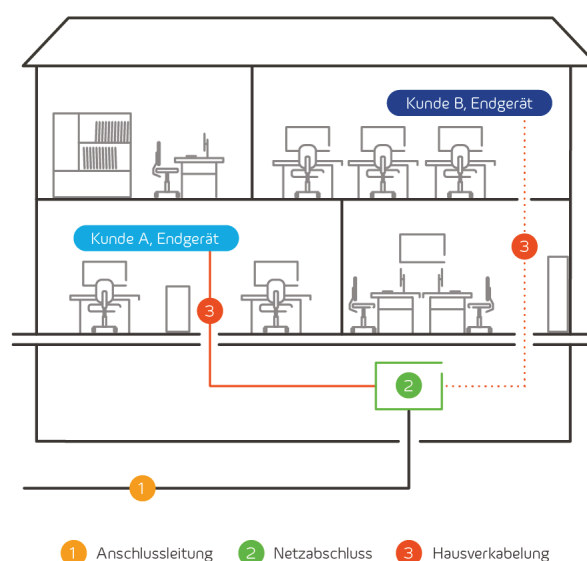 Kunde B, Endgerät
Kunde A, Endgerät
3
3
2
1
1 Anschlussleitung 2 Netzabschluss 3 Hausverkabelung